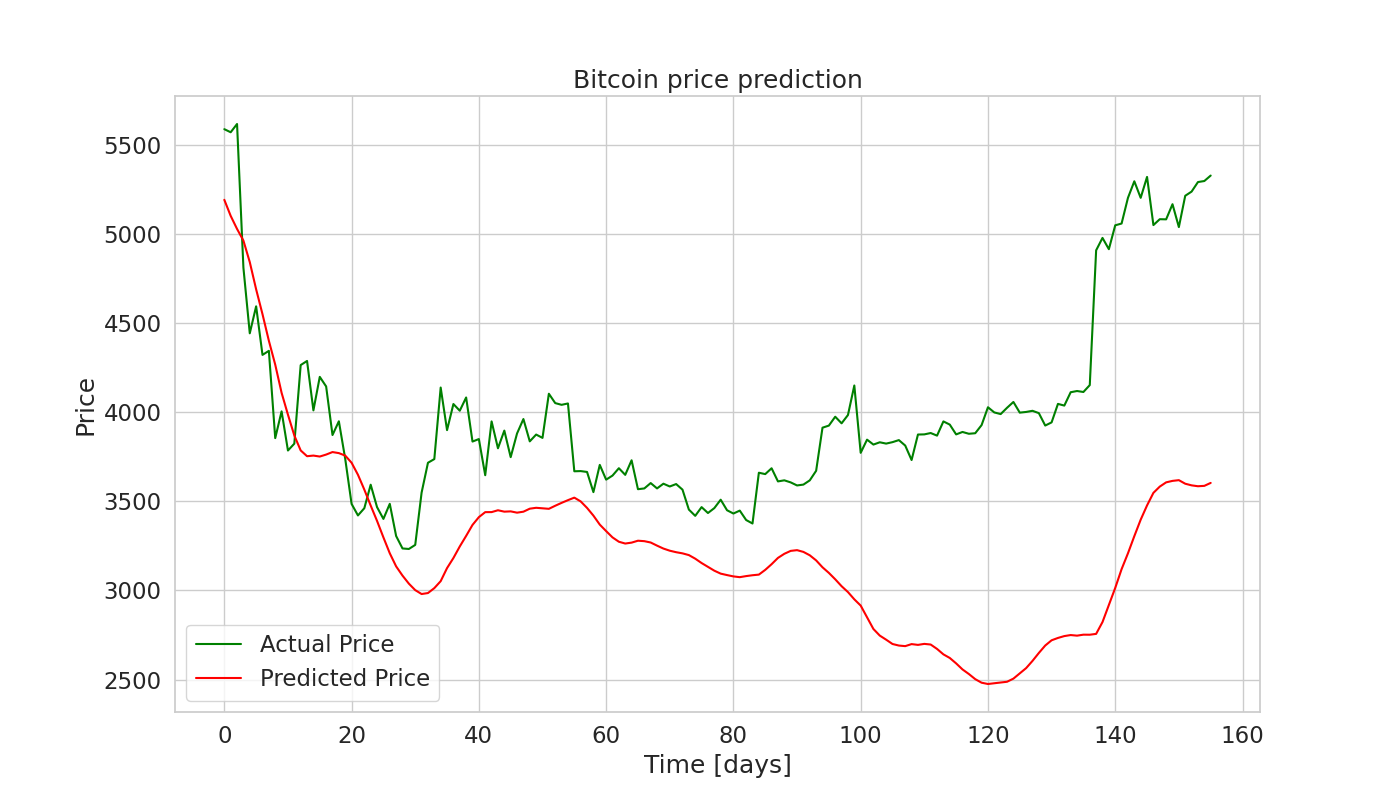 Bitcoin price prediction
Price
5500
5000
4500
4000
3500
3000
2500
Actual Price
Predicted Price
0 20 40 60 80 100 120 140 160
Time [days]